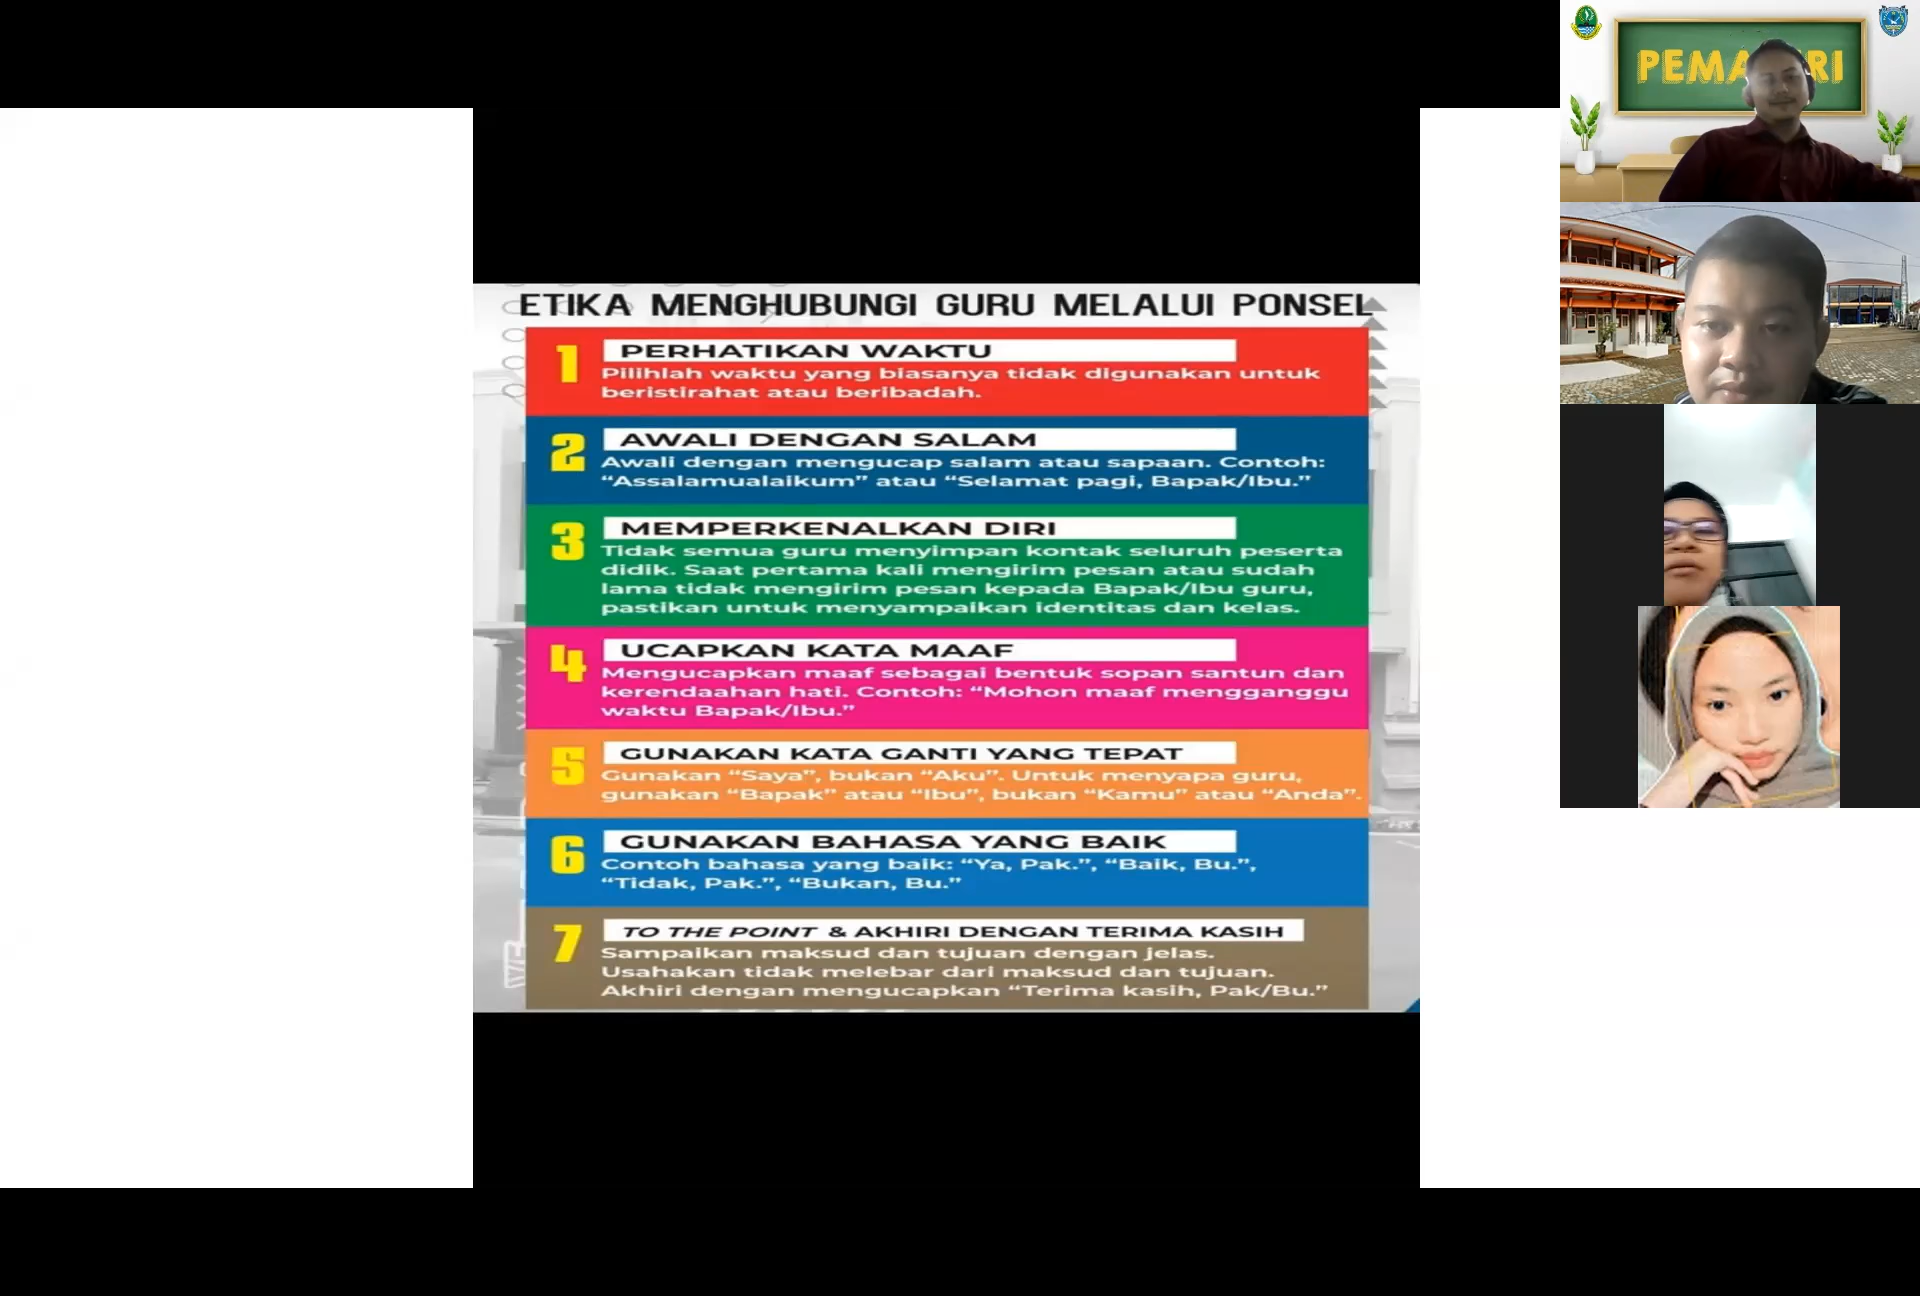 ETIKA MENGHUBUNGI GURU MELALUI PONSEL
1 PERHATIKAN WAKTU
Pilihlah waktu yang biasanya tidak digunakan untuk
beristirahat atau beribadah.
2 AWALI DENGAN SALAM
Awali dengan mengucap salam atau sapaan. Contoh:
“Assalamualaikum” atau “Selamat pagi, Bapak/Ibu.”
3 MEMPERKENALKAN DIRI
Tidak semua guru menyimpan kontak seluruh peserta
didik. Saat pertama kali mengirim pesan atau sudah
lama tidak mengirim pesan kepada Bapak/Ibu guru,
pastikan untuk menyampaikan identitas dan kelas.
4 UCAPKAN KATA MAAF
Mengucapkan maaf sebagai bentuk sopan santun dan
kerendaahan hati. Contoh: “Mohon maaf mengganggu
waktu Bapak/Ibu.”
5 GUNAKAN KATA GANTI YANG TEPAT
Gunakan “Saya”, bukan “Aku”. Untuk menyapa guru,
gunakan “Bapak” atau “Ibu”, bukan “Kamu” atau “Anda”.
6 GUNAKAN BAHASA YANG BAIK
Contoh bahasa yang baik: “Ya, Pak.”, “Baik, Bu.”,
“Tidak, Pak.”, “Bukan, Bu.”
7 TO THE POINT & AKHIRI DENGAN TERIMA KASIH
Sampaikan maksud dan tujuan dengan jelas.
Usahakan tidak melebar dari maksud dan tujuan.
Akhiri dengan mengucapkan “Terima kasih, Pak/Bu.”